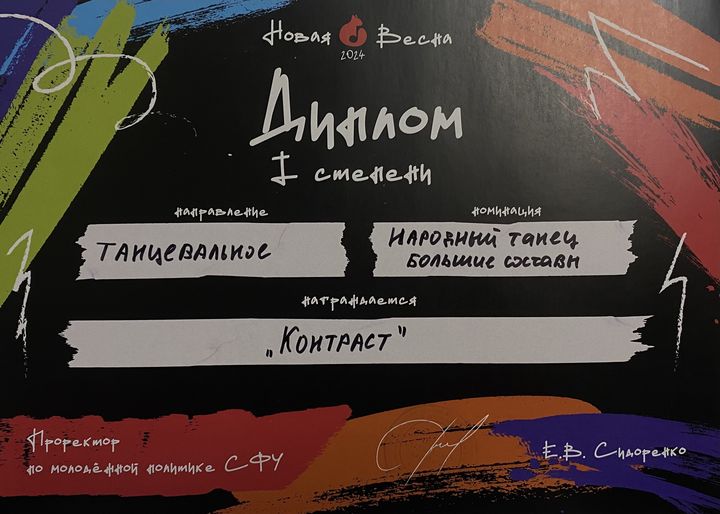 Новая Весна
2024
Диплом
I степени
направление
номинация
Танцевальное
Народный танец
большие составы
награждается
„Контраст"
Проректор
по молодёжной политике СФУ
Е.В. Сидоренко